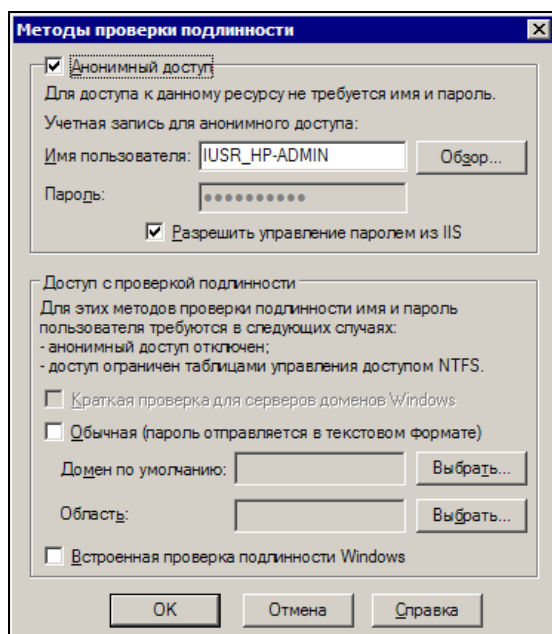 Методы проверки подлинности
Анонимный доступ
Для доступа к данному ресурсу не требуется имя и пароль.
Учетная запись для анонимного доступа:
Имя пользователя: IUSR_HP-ADMIN Обзор...
Пароль: ●●●●●●●●●●
Разрешить управление паролем из IIS
Доступ с проверкой подлинности
Для этих методов проверки подлинности имя и пароль
пользователя требуются в следующих случаях:
- анонимный доступ отключен;
- доступ ограничен таблицами управления доступом NTFS.
Краткая проверка для серверов доменов Windows
Обычная (пароль отправляется в текстовом формате)
Домен по умолчанию: Выбрать...
Область: Выбрать...
Встроенная проверка подлинности Windows
OK Отмена Справка